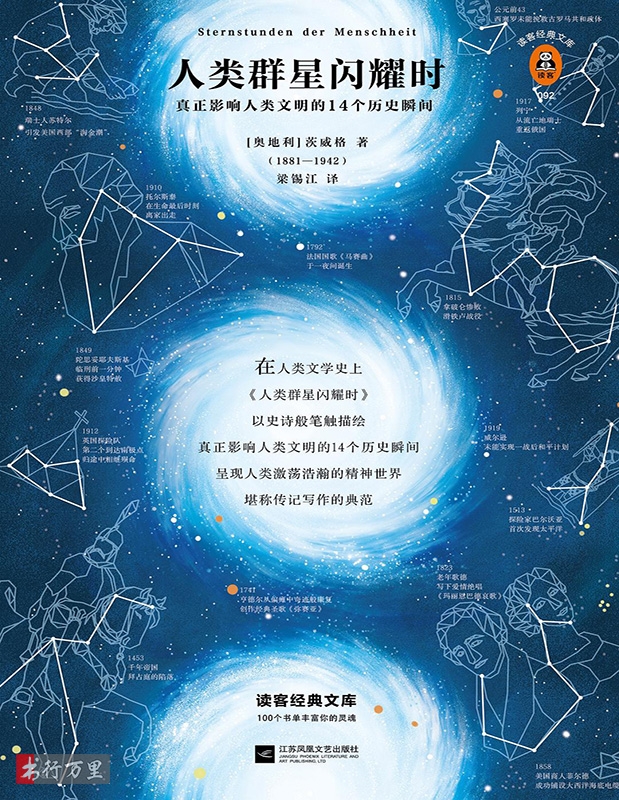 Sternstunden der Menschheit
人类群星闪耀时
真正影响人类文明的14个历史瞬间
[奥地利]茨威格 著
(1881—1942)
梁锡江 译
公元前43
西塞罗未能挽救古罗马共和政体
读客经典文库
读客
092
1917
列宁
从流亡地瑞士
重返俄国
1848
瑞士人苏特尔
引发美国西部“淘金潮”
1910
托尔斯泰
在生命最后时刻
离家出走
1792
法国国歌《马赛曲》
于一夜间诞生
1815
拿破仑惨败
滑铁卢战役
1849
陀思妥耶夫斯基
临刑前一分钟
获得沙皇特赦
在人类文学史上
《人类群星闪耀时》
以史诗般笔触描绘
真正影响人类文明的14个历史瞬间
呈现人类激荡浩瀚的精神世界
堪称传记写作的典范
1912
英国探险队
第二个到达南极点
归途中相继殒命
1919
威尔逊
未能实现一战后和平计划
1513
探险家巴尔沃亚
首次发现太平洋
1741
亨德尔从偏瘫中奇迹般康复
创作经典圣歌《弥赛亚》
1823
老年歌德
写下爱情绝唱
《玛丽恩巴德哀歌》
1453
千年帝国
拜占庭的陷落
读客经典文库
100个书单丰富你的灵魂
江苏凤凰文艺出版社
JIANGSU PHOENIX LITERATURE AND
ART PUBLISHING, LTD
1858
美国商人菲尔德
成功铺设大西洋海底电缆
书行万里